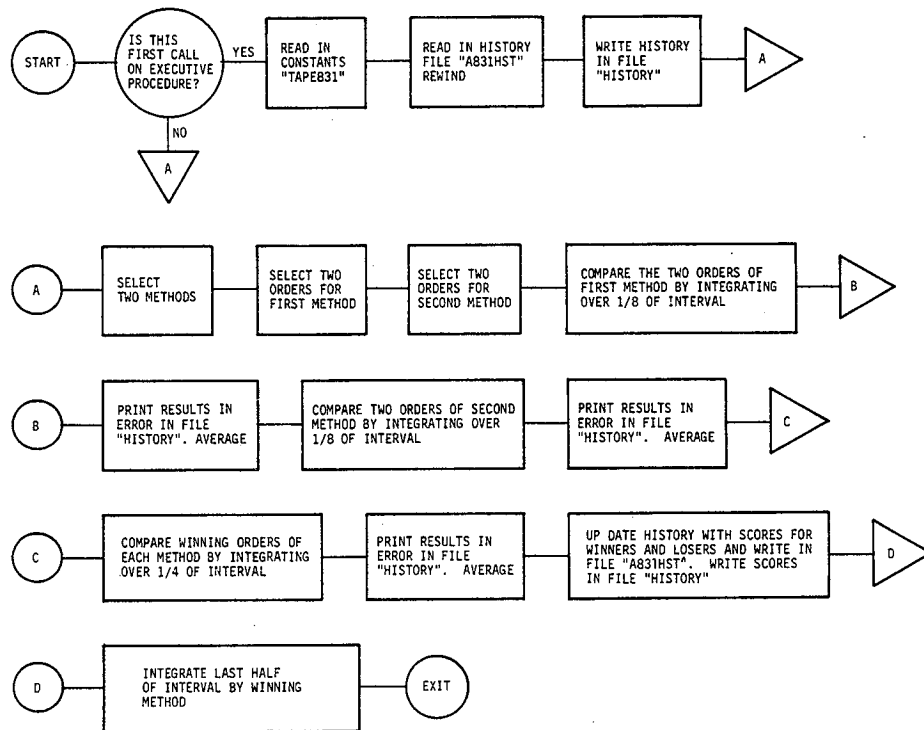 START
IS THIS
FIRST CALL
ON EXECUTIVE
PROCEDURE?
YES
READ IN
CONSTANTS
"TAPE831"
READ IN HISTORY
FILE "A831HST"
REWIND
WRITE HISTORY
IN FILE
"HISTORY"
A
NO
A
A
SELECT
TWO METHODS
SELECT TWO
ORDERS FOR
FIRST METHOD
SELECT TWO
ORDERS FOR
SECOND METHOD
COMPARE THE TWO ORDERS OF
FIRST METHOD BY INTEGRATING
OVER 1/8 OF INTERVAL
B
B
PRINT RESULTS IN
ERROR IN FILE
"HISTORY". AVERAGE
COMPARE TWO ORDERS OF SECOND
METHOD BY INTEGRATING OVER
1/8 OF INTERVAL
PRINT RESULTS IN
ERROR IN FILE
"HISTORY". AVERAGE
C
C
COMPARE WINNING ORDERS OF
EACH METHOD BY INTEGRATING
OVER 1/4 OF INTERVAL
PRINT RESULTS IN
ERROR IN FILE
"HISTORY". AVERAGE
UP DATE HISTORY WITH SCORES FOR
WINNERS AND LOSERS AND WRITE IN
FILE "A831HST". WRITE SCORES
IN FILE "HISTORY"
D
D
INTEGRATE LAST HALF
OF INTERVAL BY WINNING
METHOD
EXIT